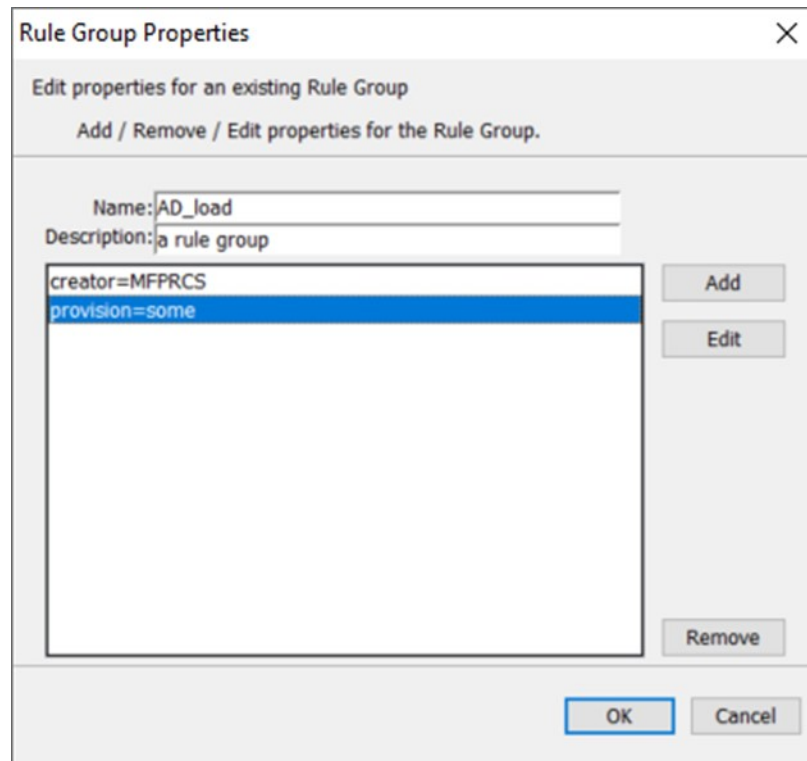 Rule Group Properties
Edit properties for an existing Rule Group
Add / Remove / Edit properties for the Rule Group.
Name: AD_load
Description: a rule group
creator=MFPRCS
provision=some
Add
Edit
Remove
OK
Cancel